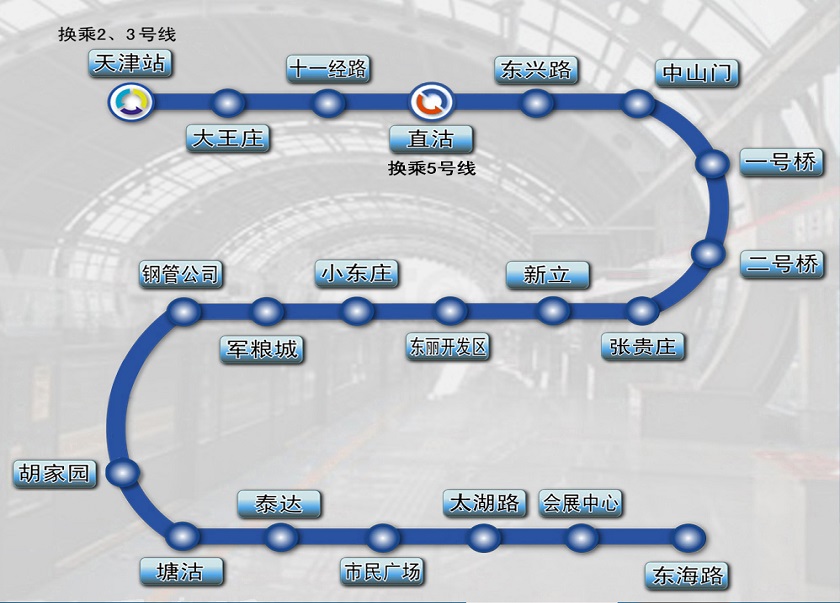 换乘2、3号线
天津站
大王庄
十一经路
直沽
换乘5号线
东兴路
中山门
一号桥
二号桥
张贵庄
新立
东丽开发区
小东庄
军粮城
钢管公司
胡家园
塘沽
泰达
市民广场
太湖路
会展中心
东海路